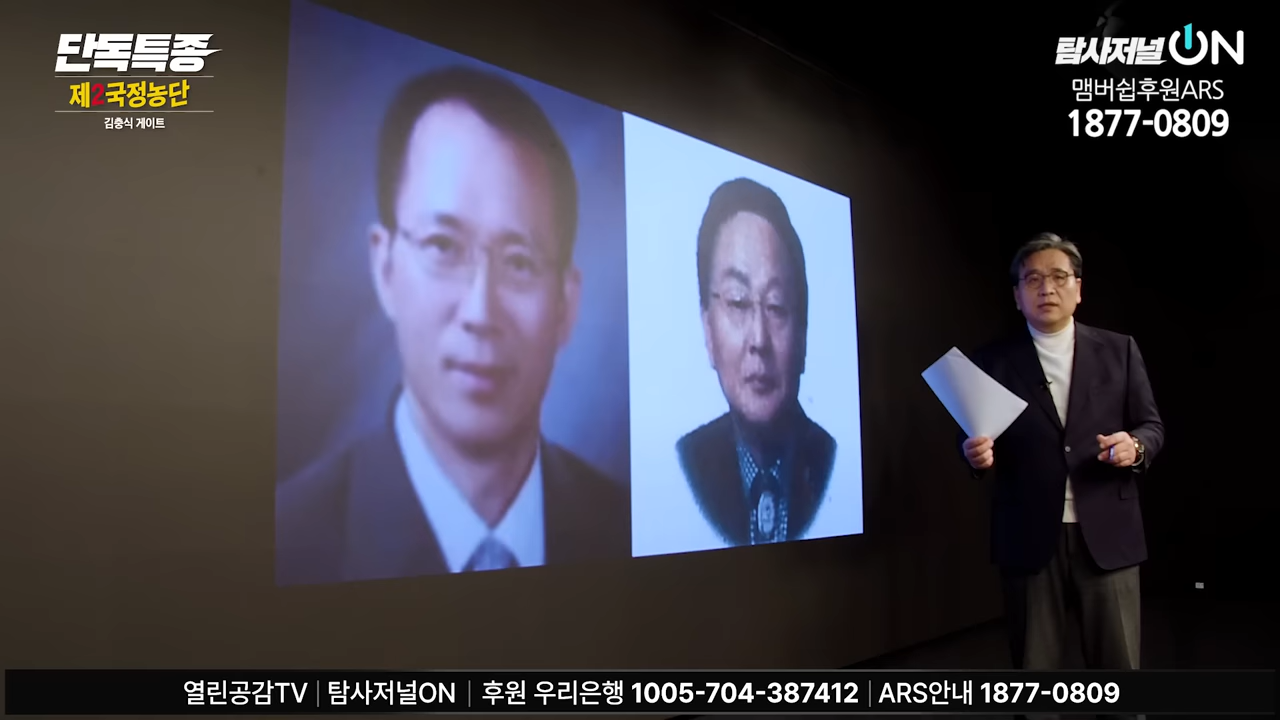 단독특종
제2국정농단
김충식 게이트
탐사저널ON
맴버쉽후원ARS
1877-0809
열린공감TV | 탐사저널ON | 후원 우리은행 1005-704-387412 | ARS안내 1877-0809